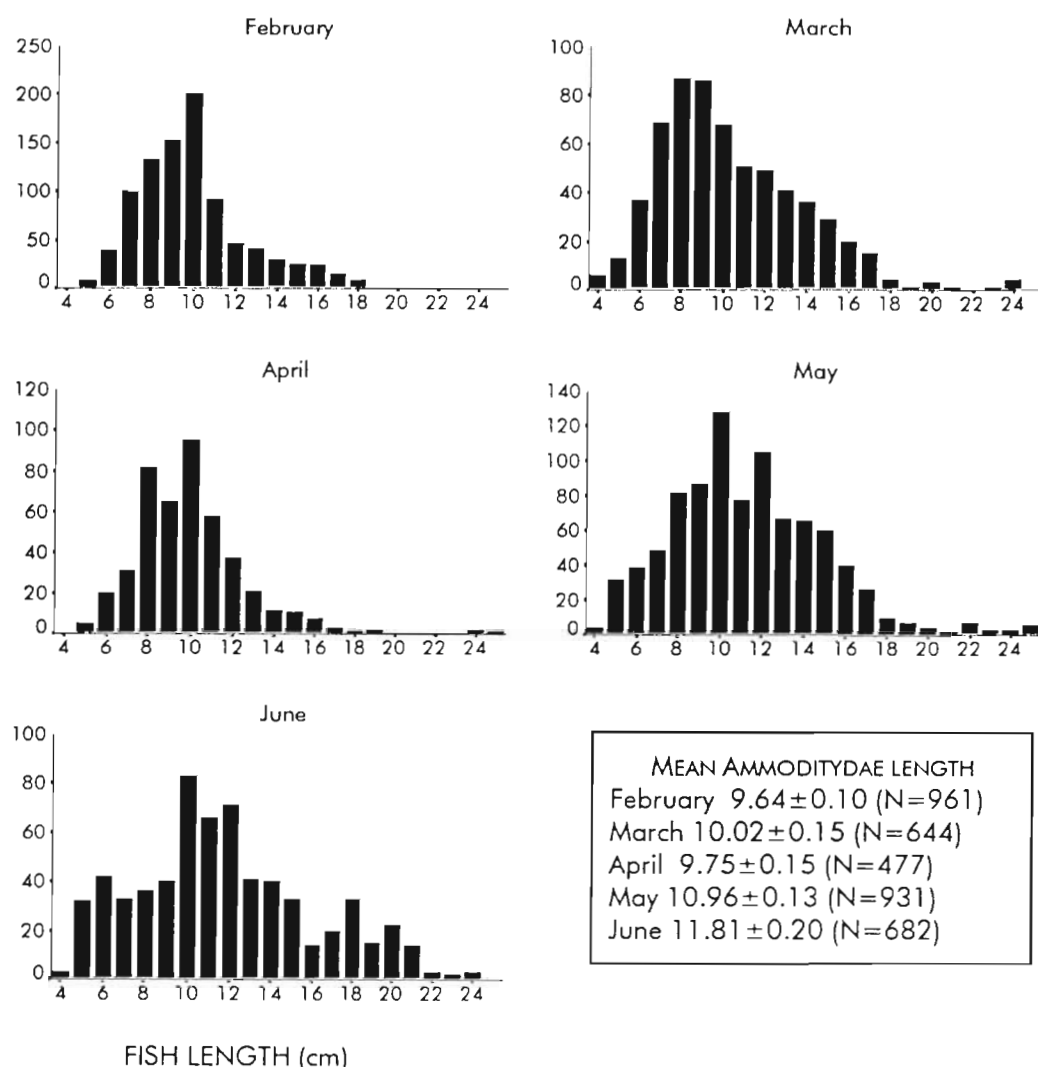 February
250
200
150
100
50
0
4 6 8 10 12 14 16 18 20 22 24
March
100
80
60
40
20
0
4 6 8 10 12 14 16 18 20 22 24
April
120
100
80
60
40
20
0
4 6 8 10 12 14 16 18 20 22 24
May
140
120
100
80
60
40
20
0
4 6 8 10 12 14 16 18 20 22 24
June
100
80
60
40
20
0
4 6 8 10 12 14 16 18 20 22 24
FISH LENGTH (cm)
MEAN AMMODITYDAE LENGTH
February 9.64±0.10 (N=961)
March 10.02±0.15 (N=644)
April 9.75±0.15 (N=477)
May 10.96±0.13 (N=931)
June 11.81±0.20 (N=682)